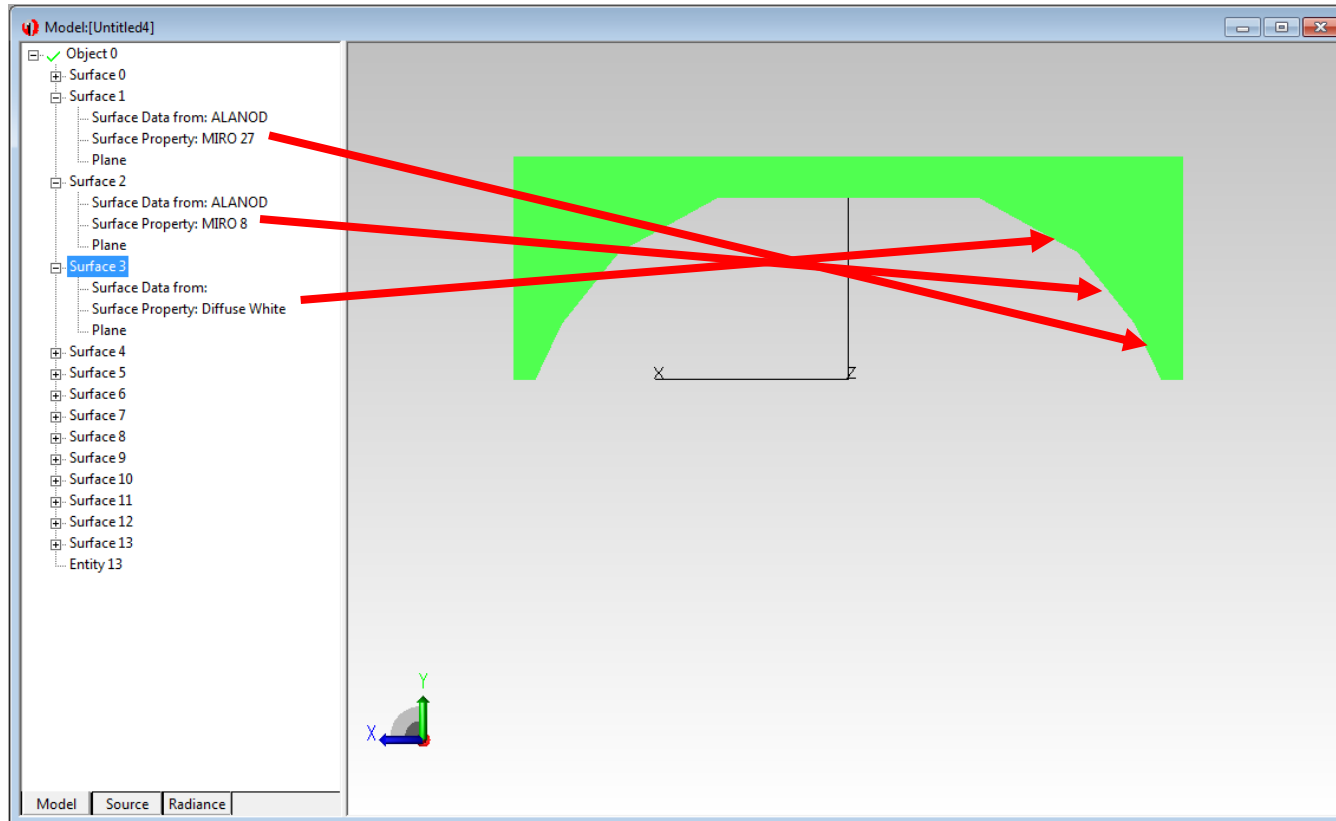 Model:[Untitled4]
Object 0
Surface 0
Surface 1
Surface Data from: ALANOD
Surface Property: MIRO 27
Plane
Surface 2
Surface Data from: ALANOD
Surface Property: MIRO 8
Plane
Surface 3
Surface Data from:
Surface Property: Diffuse White
Plane
Surface 4
Surface 5
Surface 6
Surface 7
Surface 8
Surface 9
Surface 10
Surface 11
Surface 12
Surface 13
Entity 13
X Z
Y
X
Model Source Radiance